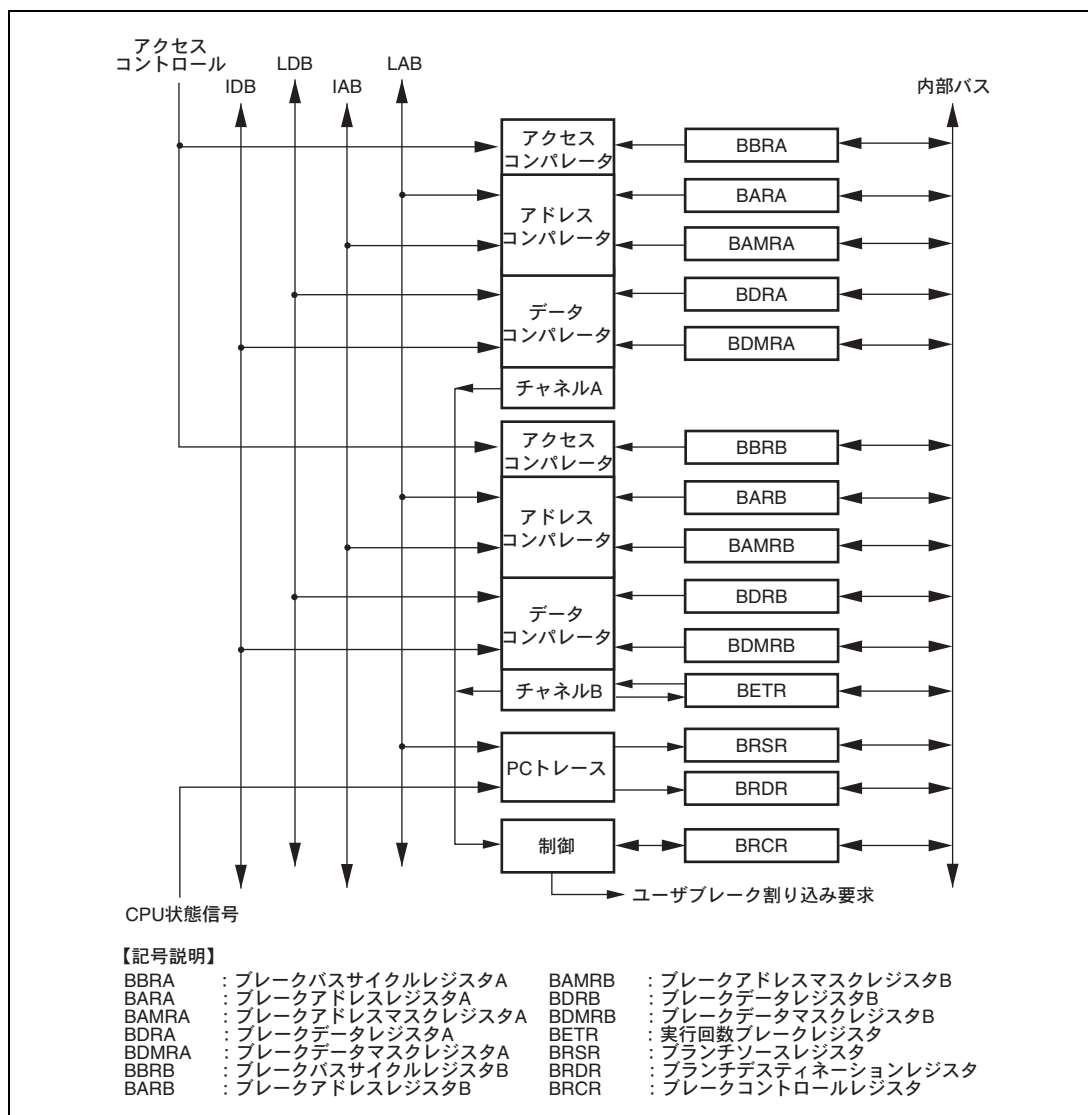 アクセス
コントロール
IDB
LDB
IAB
LAB
内部バス
アクセス
コンパレータ
BBRA
アドレス
コンパレータ
BARA
BAMRA
データ
コンパレータ
BDRA
BDMRA
チャネルA
アクセス
コンパレータ
BBRB
アドレス
コンパレータ
BARB
BAMRB
データ
コンパレータ
BDRB
BDMRB
チャネルB
BETR
PCトレース
BRSR
BRDR
制御
BRCR
ユーザブレーク割り込み要求
CPU状態信号
【記号説明】
BBRA : ブレークバスサイクルレジスタA
BARA : ブレークアドレスレジスタA
BAMRA : ブレークアドレスマスクレジスタA
BDRA : ブレークデータレジスタA
BDMRA : ブレークデータマスクレジスタA
BBRB : ブレークバスサイクルレジスタB
BARB : ブレークアドレスレジスタB
BAMRB : ブレークアドレスマスクレジスタB
BDRB : ブレークデータレジスタB
BDMRB : ブレークデータマスクレジスタB
BETR : 実行回数ブレークレジスタ
BRSR : ブランチソースレジスタ
BRDR : ブランチデスティネーションレジスタ
BRCR : ブレークコントロールレジスタ